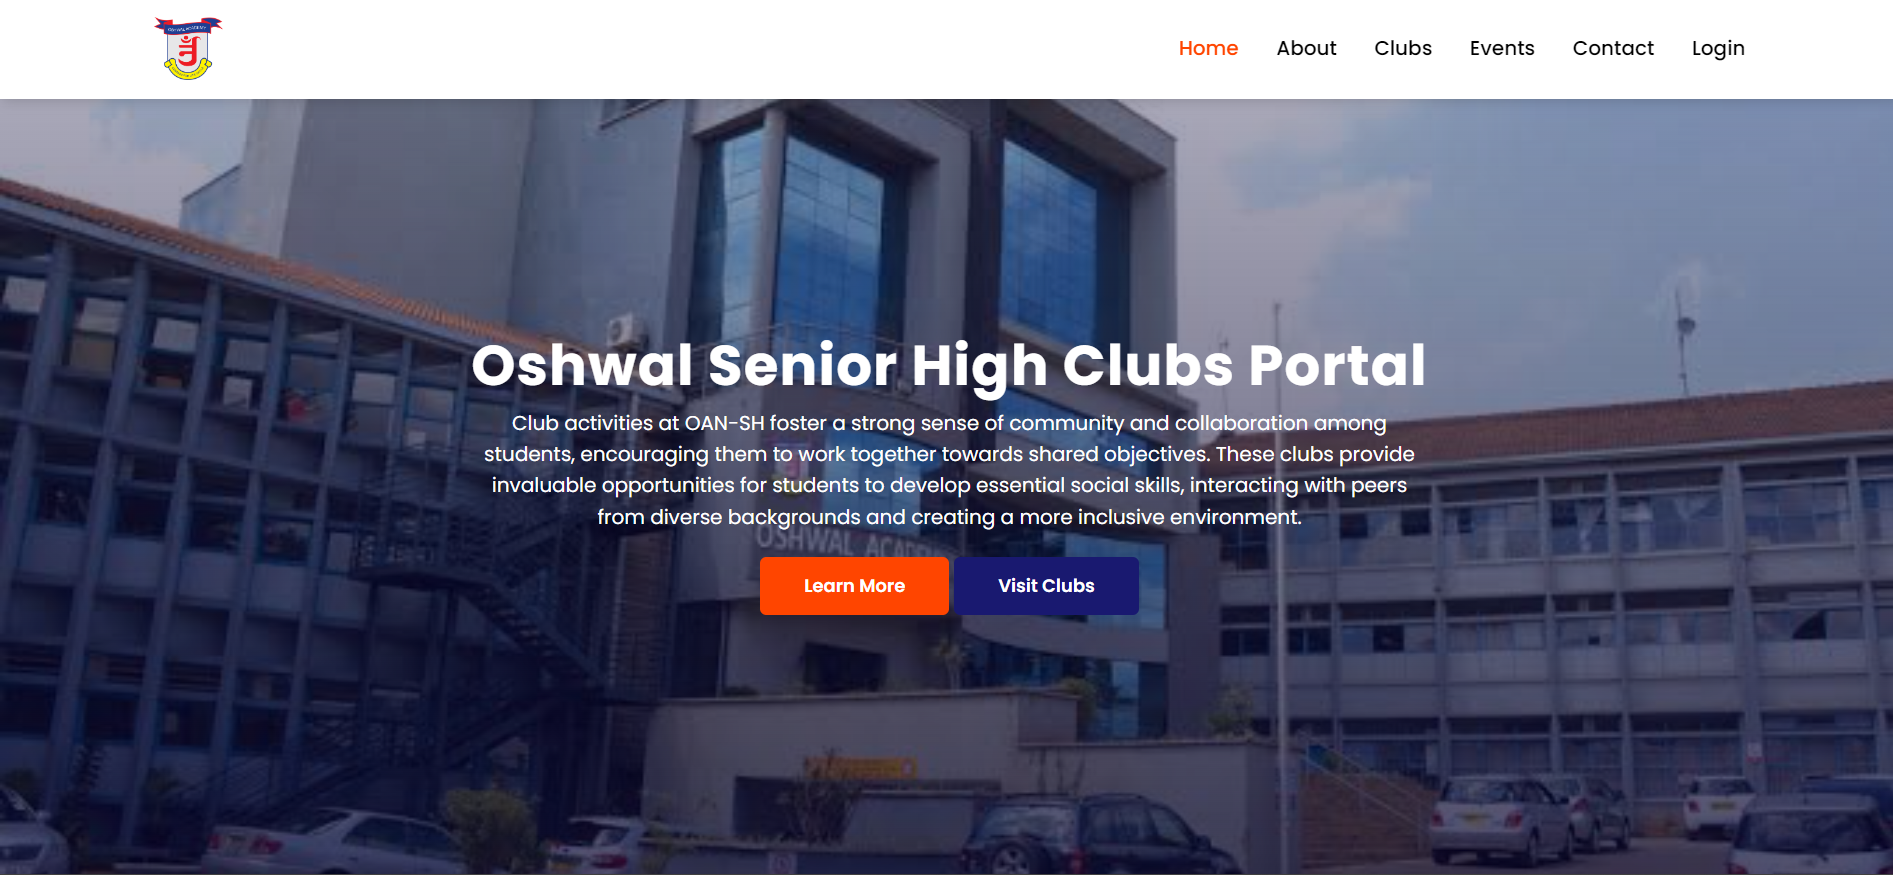 OSHWAL ACADEMY
Home About Clubs Events Contact Login
Oshwal Senior High Clubs Portal
Club activities at OAN-SH foster a strong sense of community and collaboration among
students, encouraging them to work together towards shared objectives. These clubs provide
invaluable opportunities for students to develop essential social skills, interacting with peers
from diverse backgrounds and creating a more inclusive environment.
OSHWAL ACADEMY
Learn More Visit Clubs